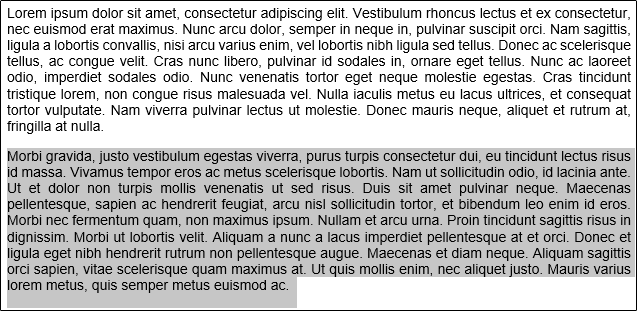 Lorem ipsum dolor sit amet, consectetur adipiscing elit. Vestibulum rhoncus lectus et ex consectetur,
nec euismod erat maximus. Nunc arcu dolor, semper in neque in, pulvinar suscipit orci. Nam sagittis,
ligula a lobortis convallis, nisi arcu varius enim, vel lobortis nibh ligula sed tellus. Donec ac scelerisque
tellus, ac congue velit. Cras nunc libero, pulvinar id sodales in, ornare eget tellus. Nunc ac laoreet
odio, imperdiet sodales odio. Nunc venenatis tortor eget neque molestie egestas. Cras tincidunt
tristique lorem, non congue risus malesuada vel. Nulla iaculis metus eu lacus ultrices, et consequat
tortor vulputate. Nam viverra pulvinar lectus ut molestie. Donec mauris neque, aliquet et rutrum at,
fringilla at nulla.
Morbi gravida, justo vestibulum egestas viverra, purus turpis consectetur dui, eu tincidunt lectus risus
id massa. Vivamus tempor eros ac metus scelerisque lobortis. Nam ut sollicitudin odio, id lacinia ante.
Ut et dolor non turpis mollis venenatis ut sed risus. Duis sit amet pulvinar neque. Maecenas
pellentesque, sapien ac hendrerit feugiat, arcu nisl sollicitudin tortor, et bibendum leo enim id eros.
Morbi nec fermentum quam, non maximus ipsum. Nullam et arcu urna. Proin tincidunt sagittis risus in
dignissim. Morbi ut lobortis velit. Aliquam a nunc a lacus imperdiet pellentesque at et orci. Donec et
ligula eget nibh hendrerit rutrum non pellentesque augue. Maecenas et diam neque. Aliquam sagittis
orci sapien, vitae scelerisque quam maximus at. Ut quis mollis enim, nec aliquet justo. Mauris varius
lorem metus, quis semper metus euismod ac.